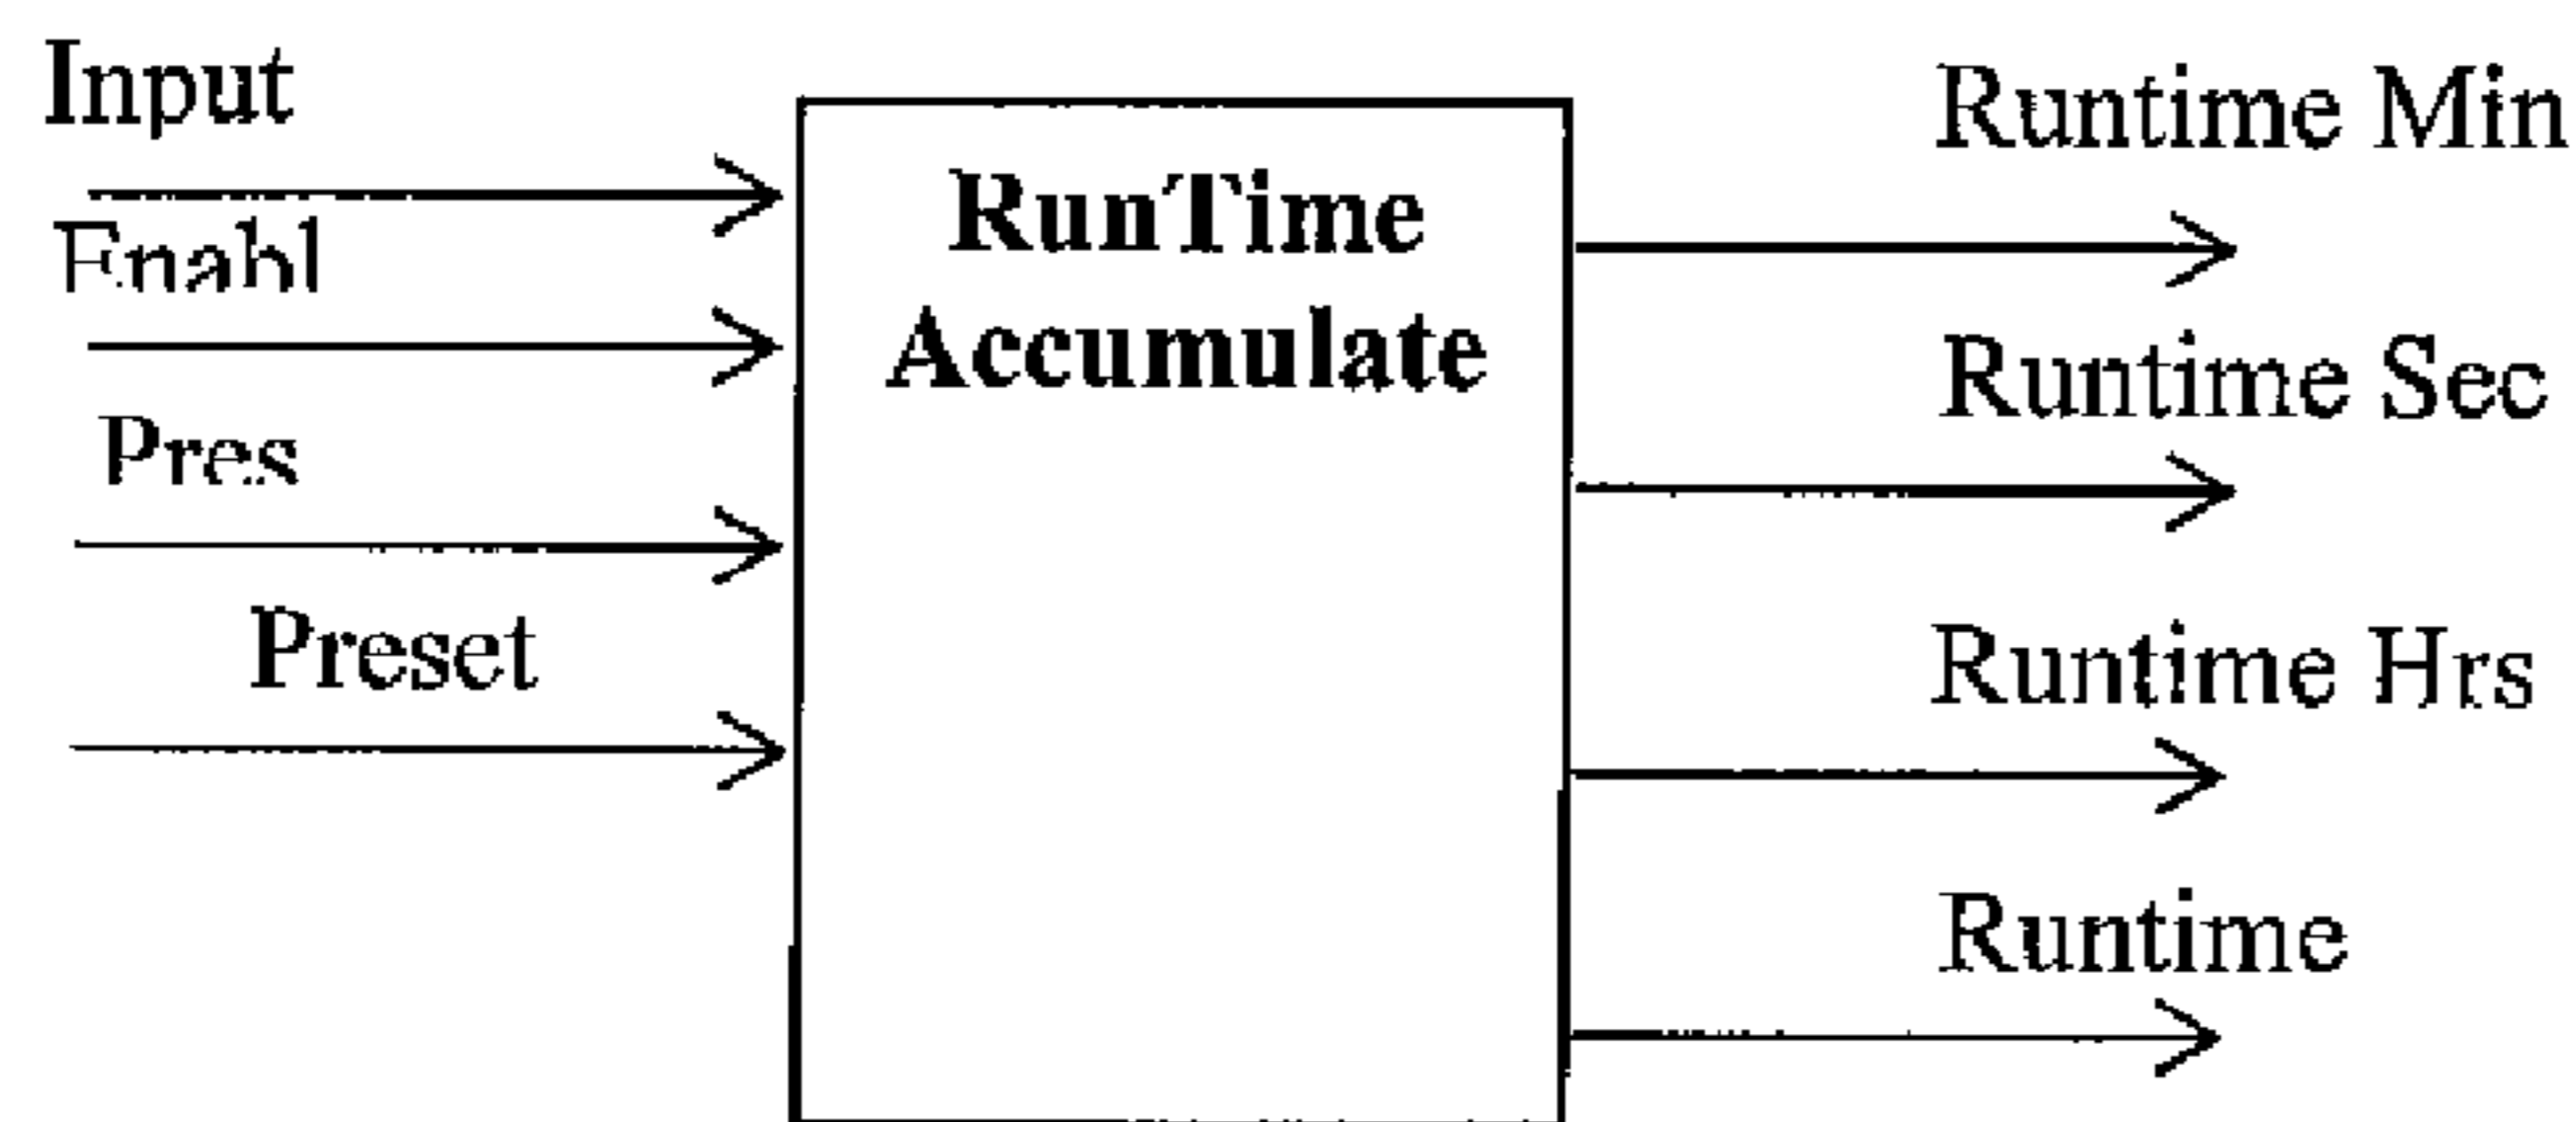 Input
Enabl
Pres
Preset
RunTime
Accumulate
Runtime Min
Runtime Sec
Runtime Hrs
Runtime